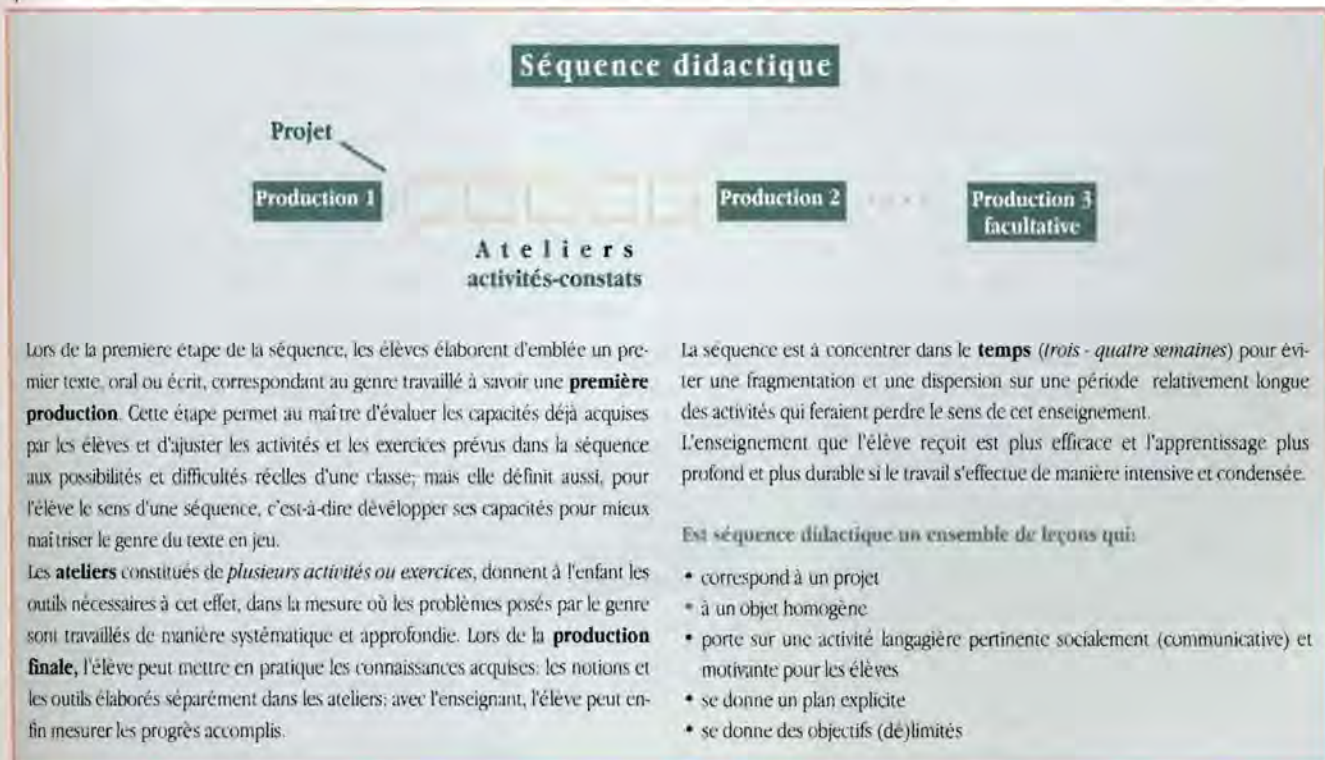 Séquence didactique
Projet
Production 1
Production 2
Production 3
facultative
Ateliers
activités-constats
Lors de la premiere étape de la séquence, les élèves élaborent d'emblée un pre-
mier texte, oral ou écrit, correspondant au genre travaillé à savoir une première
production. Cette étape permet au maître d'évaluer les capacités déjà acquises
par les élèves et d'ajuster les activités et les exercices prévus dans la séquence
aux possibilités et difficultés réelles d'une classe; mais elle définit aussi, pour
l'élève le sens d'une séquence, c'est-à-dire développer ses capacités pour mieux
maîtriser le genre du texte en jeu.
Les ateliers constitués de plusieurs activités ou exercices, donnent à l'enfant les
outils nécessaires à cet effet, dans la mesure où les problèmes posés par le genre
sont travaillés de manière systématique et approfondie. Lors de la production
finale, l'élève peut mettre en pratique les connaissances acquises: les notions et
les outils élaborés séparément dans les ateliers; avec l'enseignant, l'élève peut en-
fin mesurer les progrès accomplis.
La séquence est à concentrer dans le temps (trois - quatre semaines) pour évi-
ter une fragmentation et une dispersion sur une période relativement longue
des activités qui feraient perdre le sens de cet enseignement.
L'enseignement que l'élève reçoit est plus efficace et l'apprentissage plus
profond et plus durable si le travail s'effectue de manière intensive et condensée.
Est séquence didactique un ensemble de leçons qui:
• correspond à un projet
• à un objet homogène
• porte sur une activité langagière pertinente socialement (communicative) et
motivante pour les élèves
• se donne un plan explicite
• se donne des objectifs (dé)limités